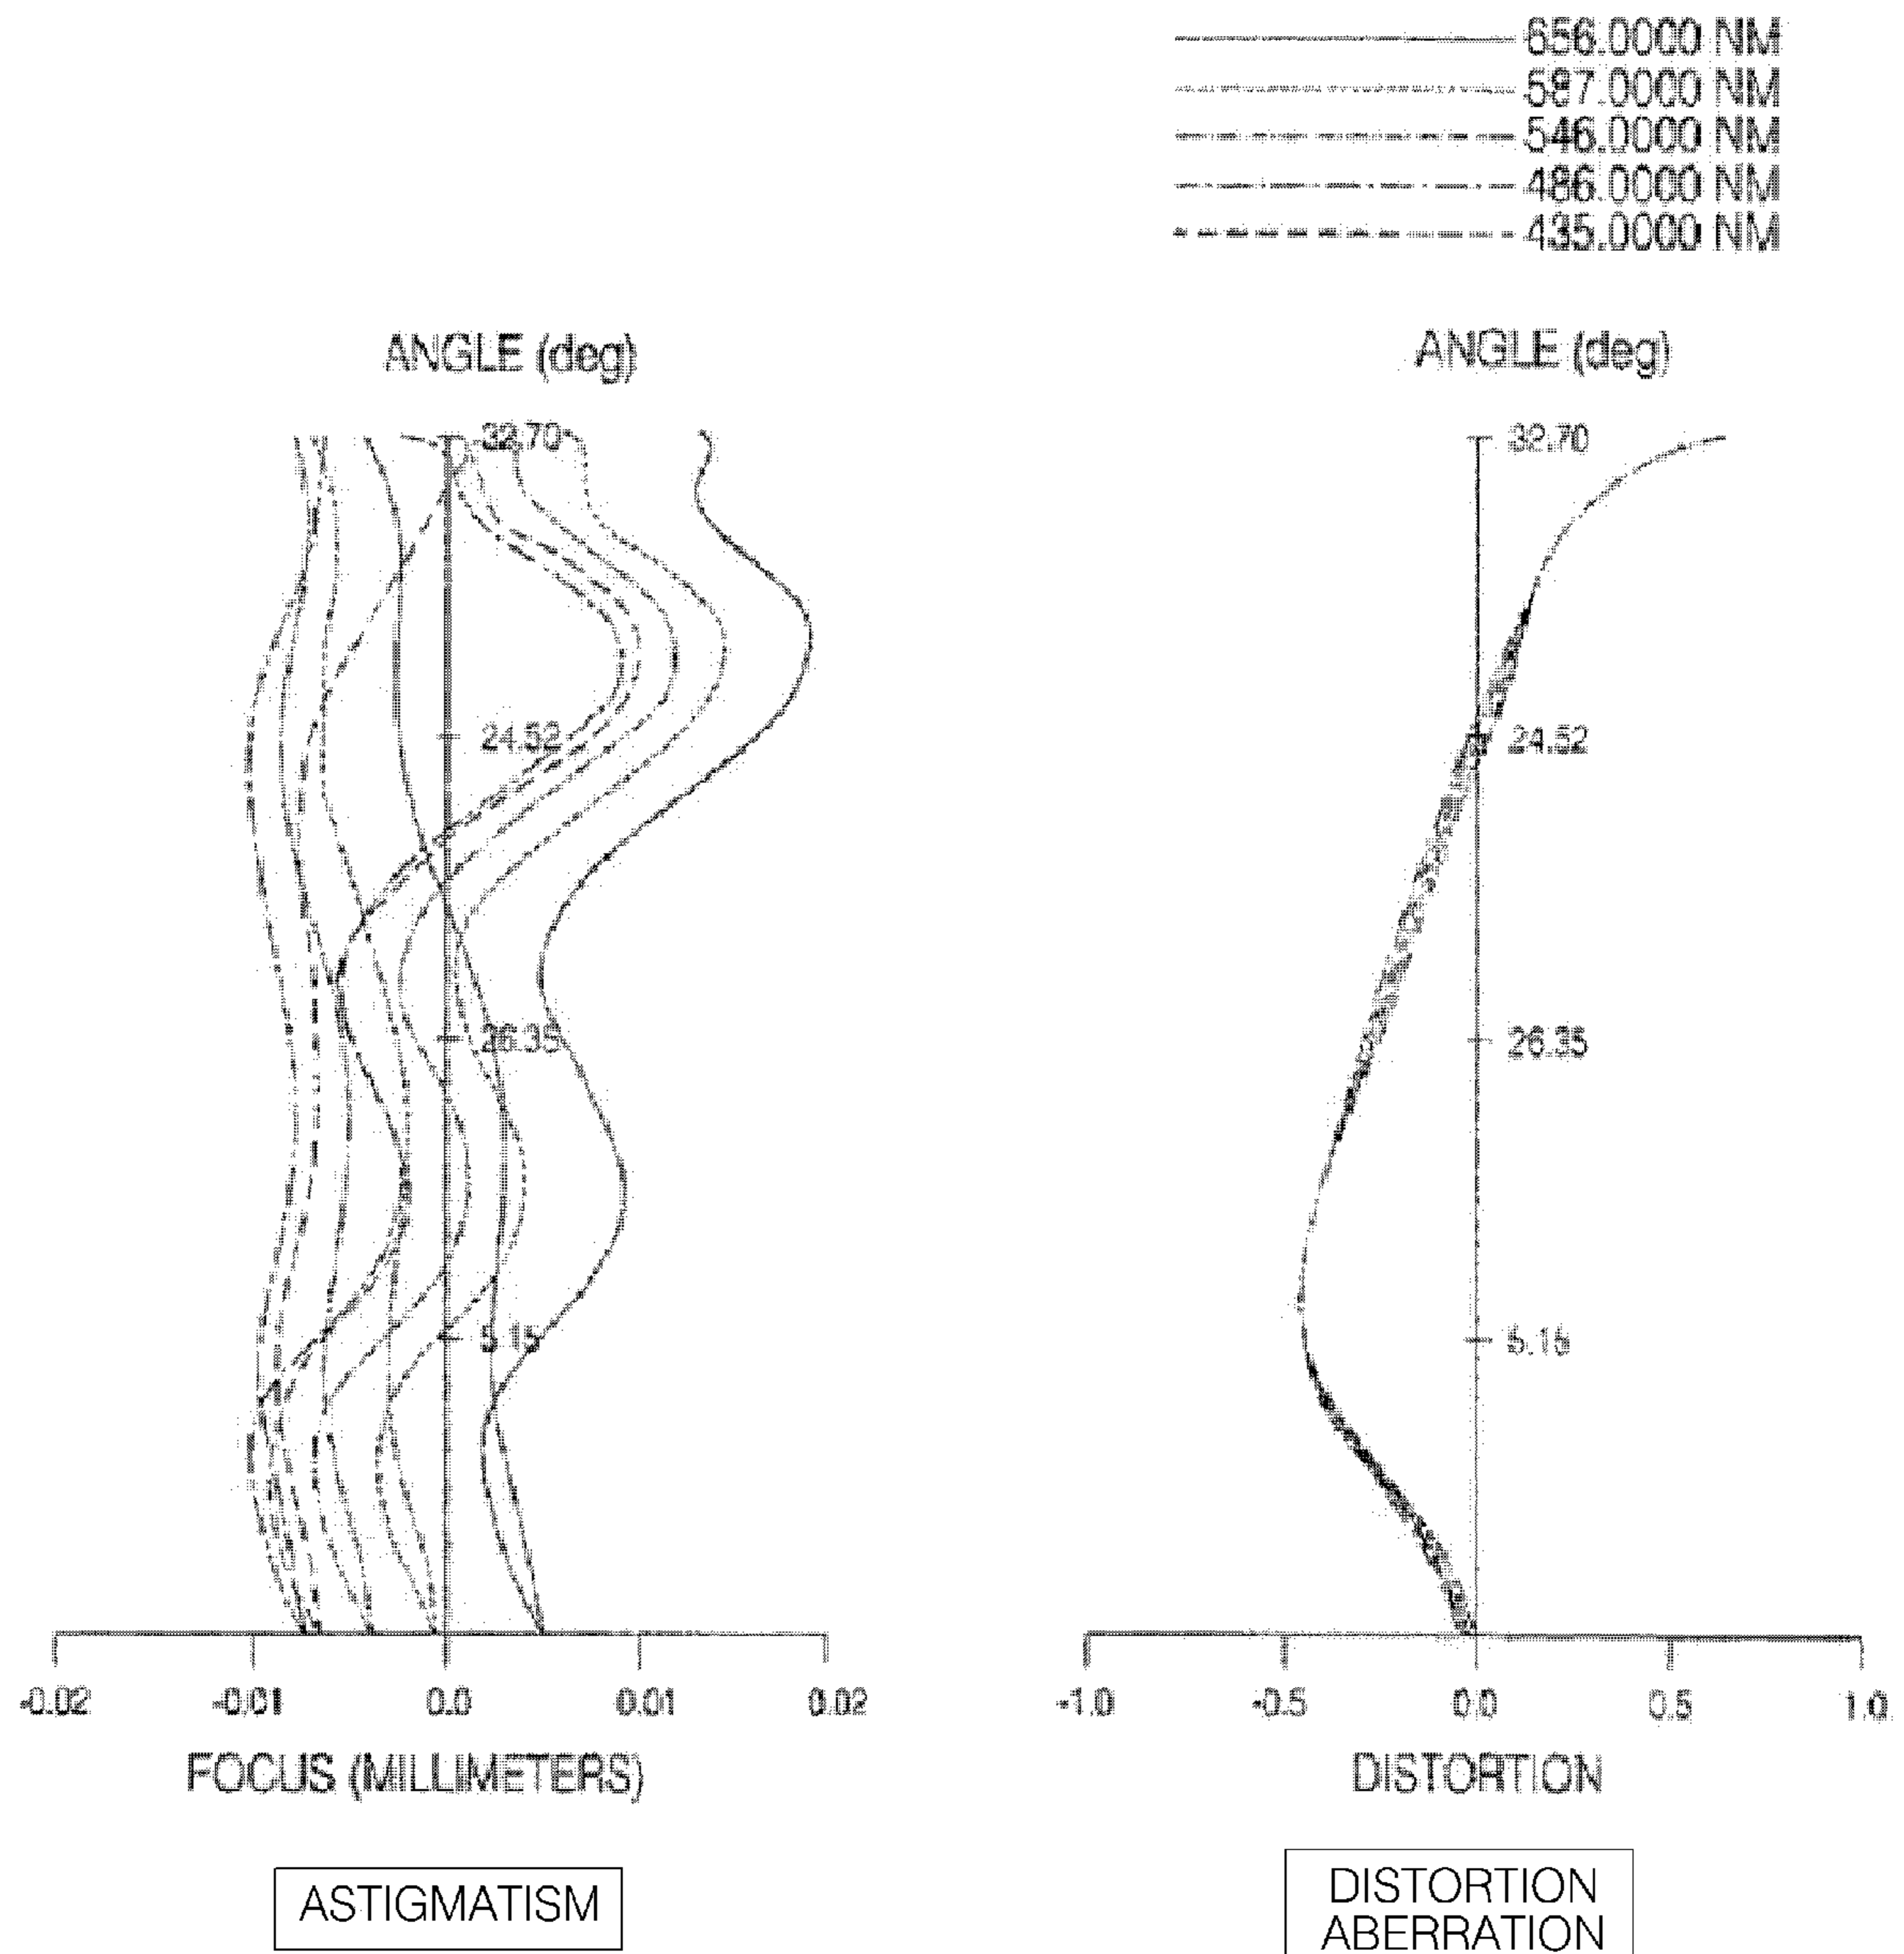 656.0000 NM
587.0000 NM
546.0000 NM
486.0000 NM
435.0000 NM
ANGLE (deg)
32.70
24.52
26.35
5.15
-0.02 -0.01 0.0 0.01 0.02
FOCUS (MILLIMETERS)
ASTIGMATISM
ANGLE (deg)
32.70
24.52
26.35
5.15
-1.0 -0.5 0.0 0.5 1.0
DISTORTION
DISTORTION
ABERRATION